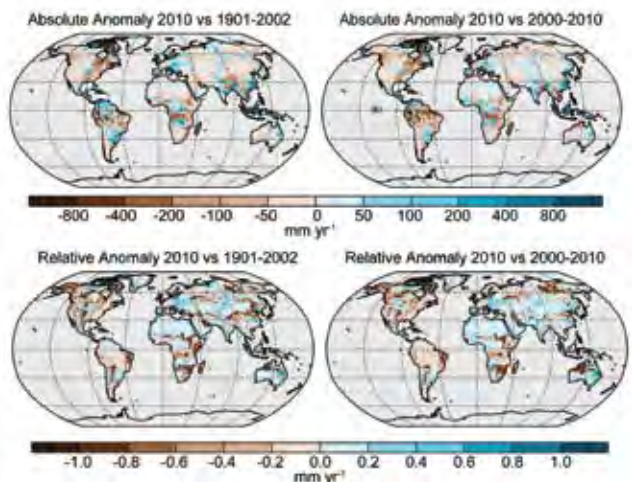 Absolute Anomaly 2010 vs 1901-2002 Absolute Anomaly 2010 vs 2000-2010
-800 -400 -200 -100 -50 0 50 100 200 400 800
mm yr⁻¹
Relative Anomaly 2010 vs 1901-2002 Relative Anomaly 2010 vs 2000-2010
-1.0 -0.8 -0.6 -0.4 -0.2 0.0 0.2 0.4 0.6 0.8 1.0
mm yr⁻¹